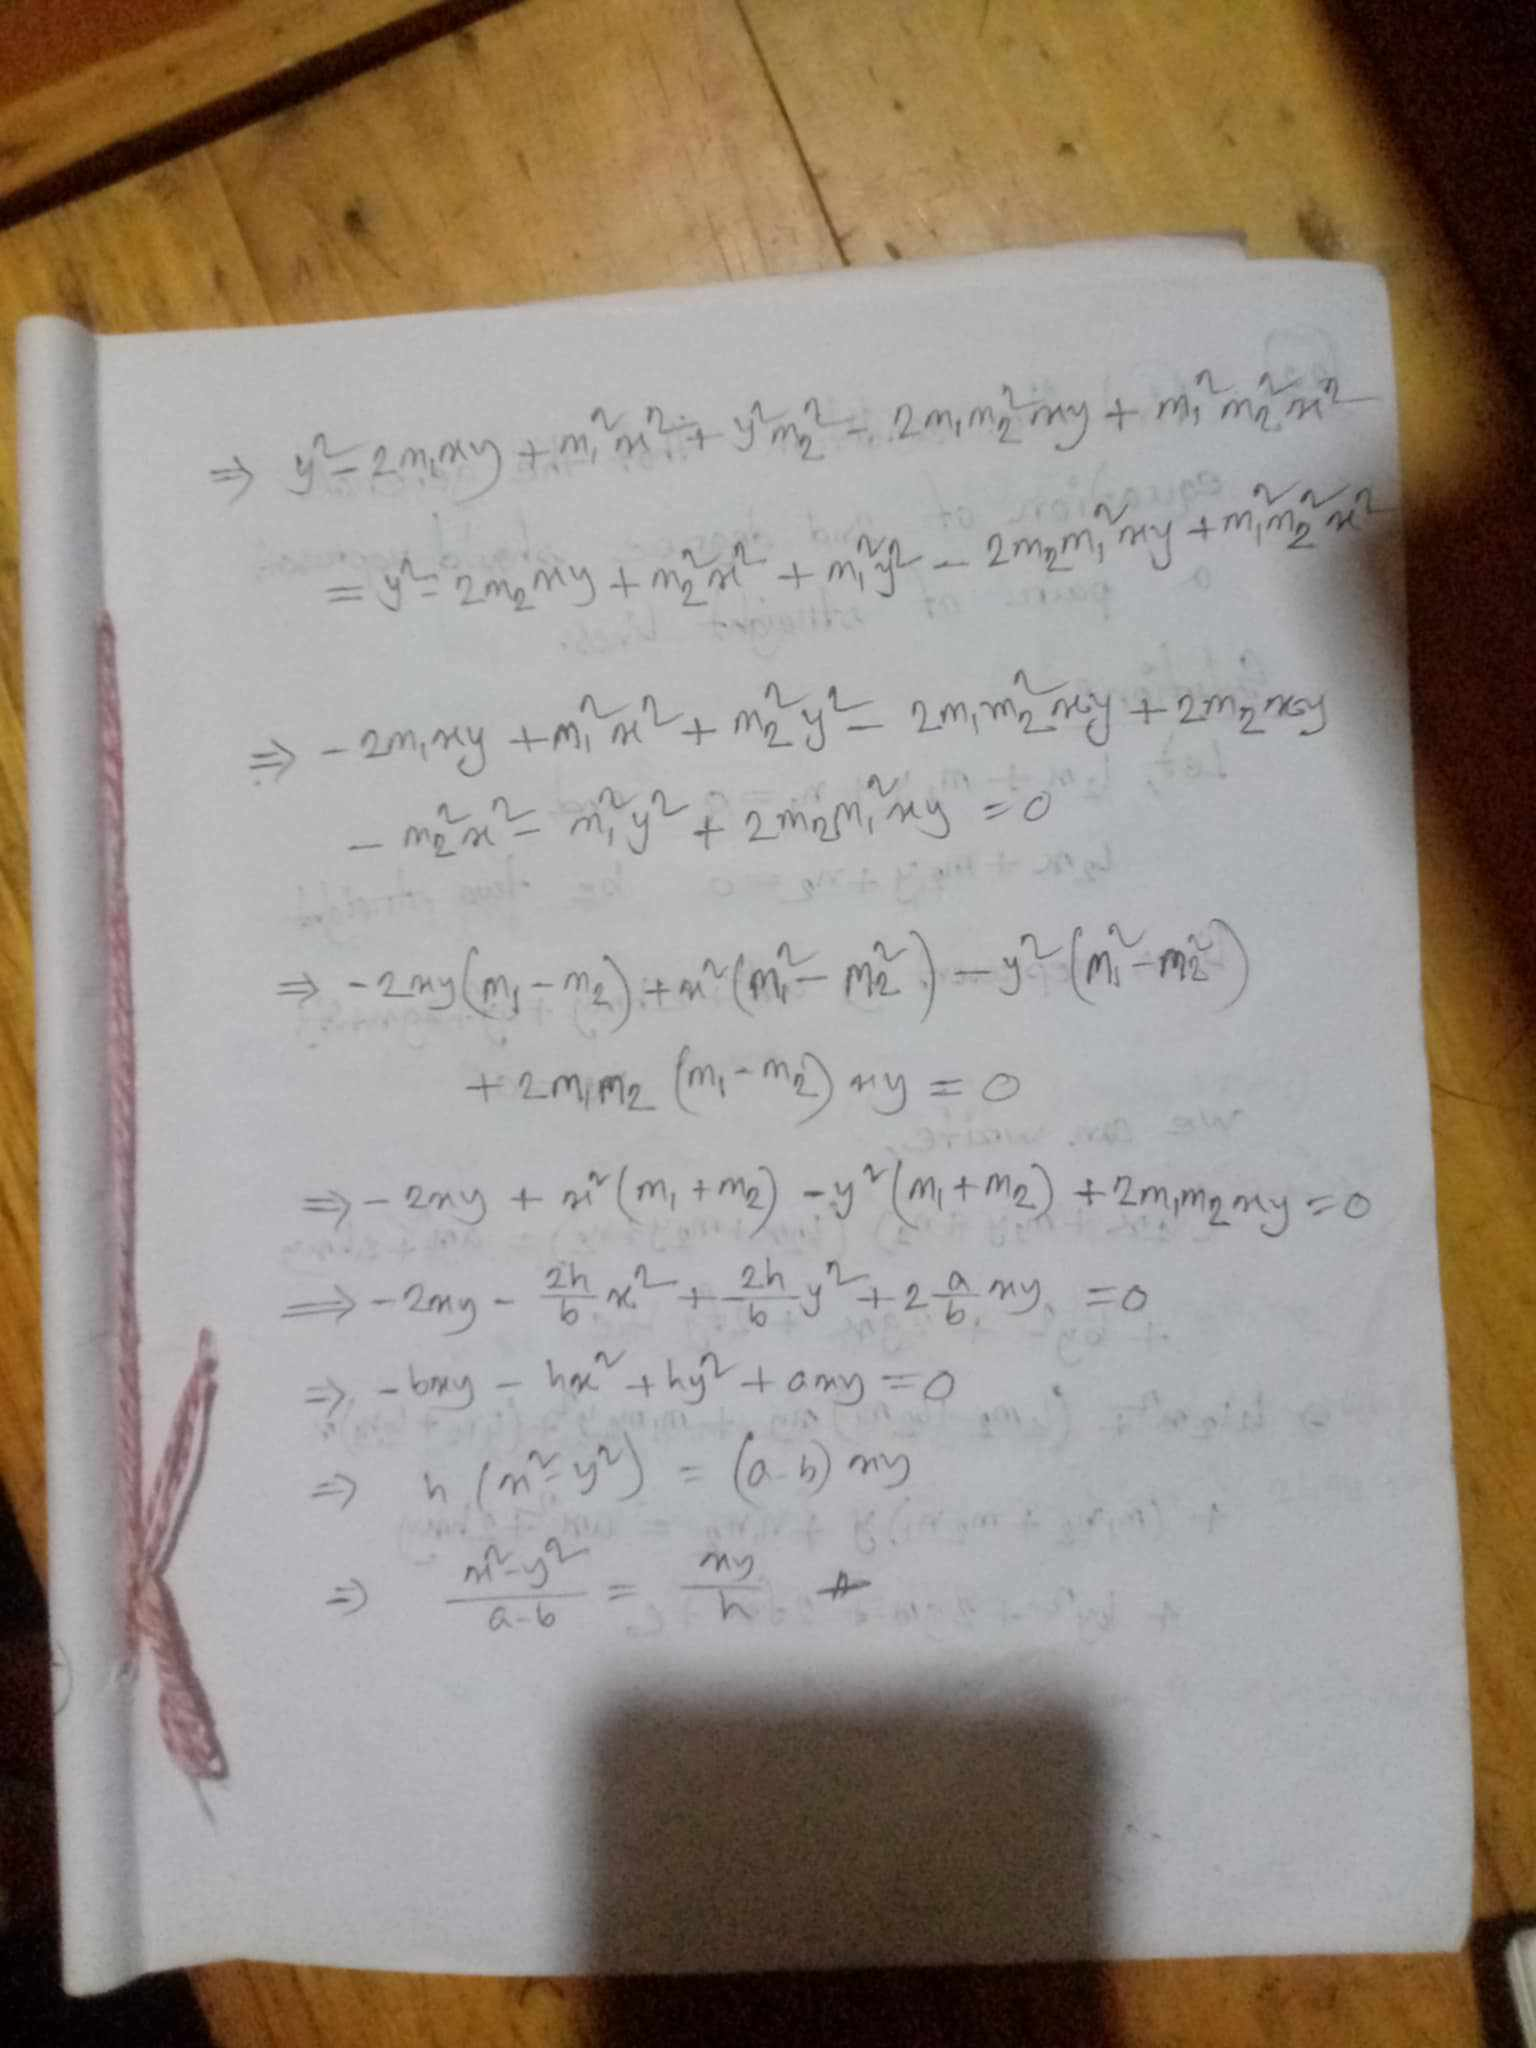 ⇒ y² - 2m₁xy + m₁²x² + y²m₂² - 2m₁m₂²xy + m₁²m₂²x²
= y² - 2m₂xy + m₂²x² + m₁²y² - 2m₂m₁²xy + m₁²m₂²x²
⇒ - 2m₁xy + m₁²x² + m₂²y² - 2m₁m₂²xy + 2m₂xy
- m₂²x² - m₁²y² + 2m₂m₁²xy = 0
⇒ - 2xy(m₁ - m₂) + x²(m₁² - m₂²) - y²(m₁² - m₂²)
+ 2m₁m₂ (m₁ - m₂) xy = 0
⇒ - 2xy + x²(m₁ + m₂) - y²(m₁ + m₂) + 2m₁m₂xy = 0
⇒ - 2xy - 2h/b x² + 2h/b y² + 2 a/b xy = 0
⇒ - bxy - hx² + hy² + axy = 0
⇒ h (x² - y²) = (a - b) xy
⇒ x² - y²/a - b = xy/h